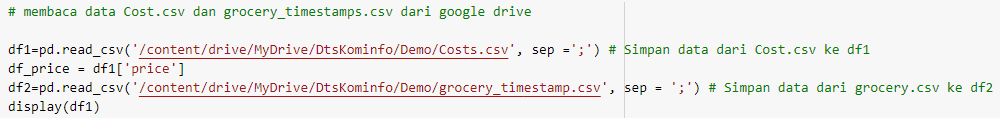 # membaca data Cost.csv dan grocery_timestamps.csv dari google drive
df1=pd.read_csv('/content/drive/MyDrive/DtsKominfo/Demo/Costs.csv', sep =';') # Simpan data dari Cost.csv ke df1
df_price = df1['price']
df2=pd.read_csv('/content/drive/MyDrive/DtsKominfo/Demo/grocery_timestamp.csv', sep = ';') # Simpan data dari grocery.csv ke df2
display(df1)